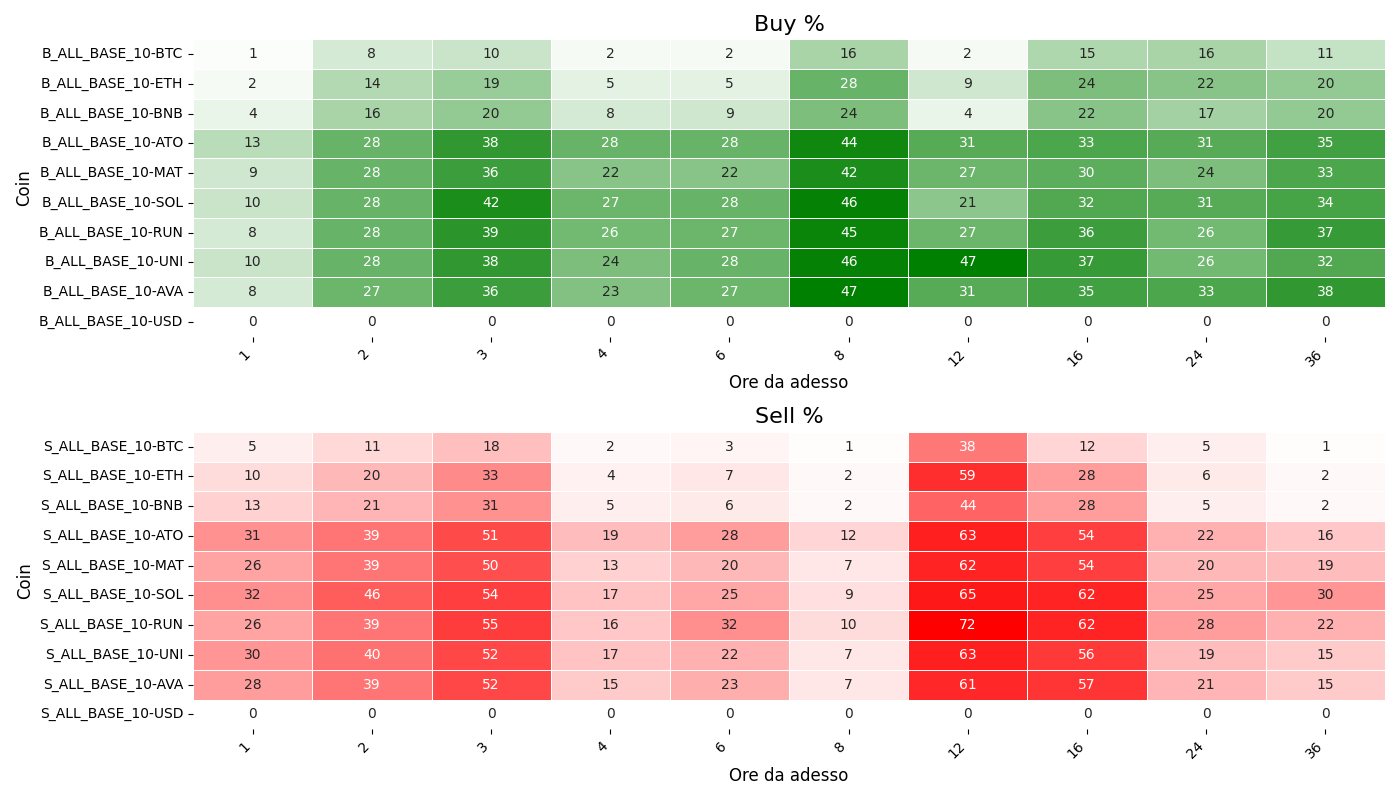 Buy %
Coin
B_ALL_BASE_10-BTC 1 8 10 2 2 16 2 15 16 11
B_ALL_BASE_10-ETH 2 14 19 5 5 28 9 24 22 20
B_ALL_BASE_10-BNB 4 16 20 8 9 24 4 22 17 20
B_ALL_BASE_10-ATO 13 28 38 28 28 44 31 33 31 35
B_ALL_BASE_10-MAT 9 28 36 22 22 42 27 30 24 33
B_ALL_BASE_10-SOL 10 28 42 27 28 46 21 32 31 34
B_ALL_BASE_10-RUN 8 28 39 26 27 45 27 36 26 37
B_ALL_BASE_10-UNI 10 28 38 24 28 46 47 37 26 32
B_ALL_BASE_10-AVA 8 27 36 23 27 47 31 35 33 38
B_ALL_BASE_10-USD 0 0 0 0 0 0 0 0 0 0
1 2 3 4 6 8 12 16 24 36
Ore da adesso
Sell %
Coin
S_ALL_BASE_10-BTC 5 11 18 2 3 1 38 12 5 1
S_ALL_BASE_10-ETH 10 20 33 4 7 2 59 28 6 2
S_ALL_BASE_10-BNB 13 21 31 5 6 2 44 28 5 2
S_ALL_BASE_10-ATO 31 39 51 19 28 12 63 54 22 16
S_ALL_BASE_10-MAT 26 39 50 13 20 7 62 54 20 19
S_ALL_BASE_10-SOL 32 46 54 17 25 9 65 62 25 30
S_ALL_BASE_10-RUN 26 39 55 16 32 10 72 62 28 22
S_ALL_BASE_10-UNI 30 40 52 17 22 7 63 56 19 15
S_ALL_BASE_10-AVA 28 39 52 15 23 7 61 57 21 15
S_ALL_BASE_10-USD 0 0 0 0 0 0 0 0 0 0
1 2 3 4 6 8 12 16 24 36
Ore da adesso